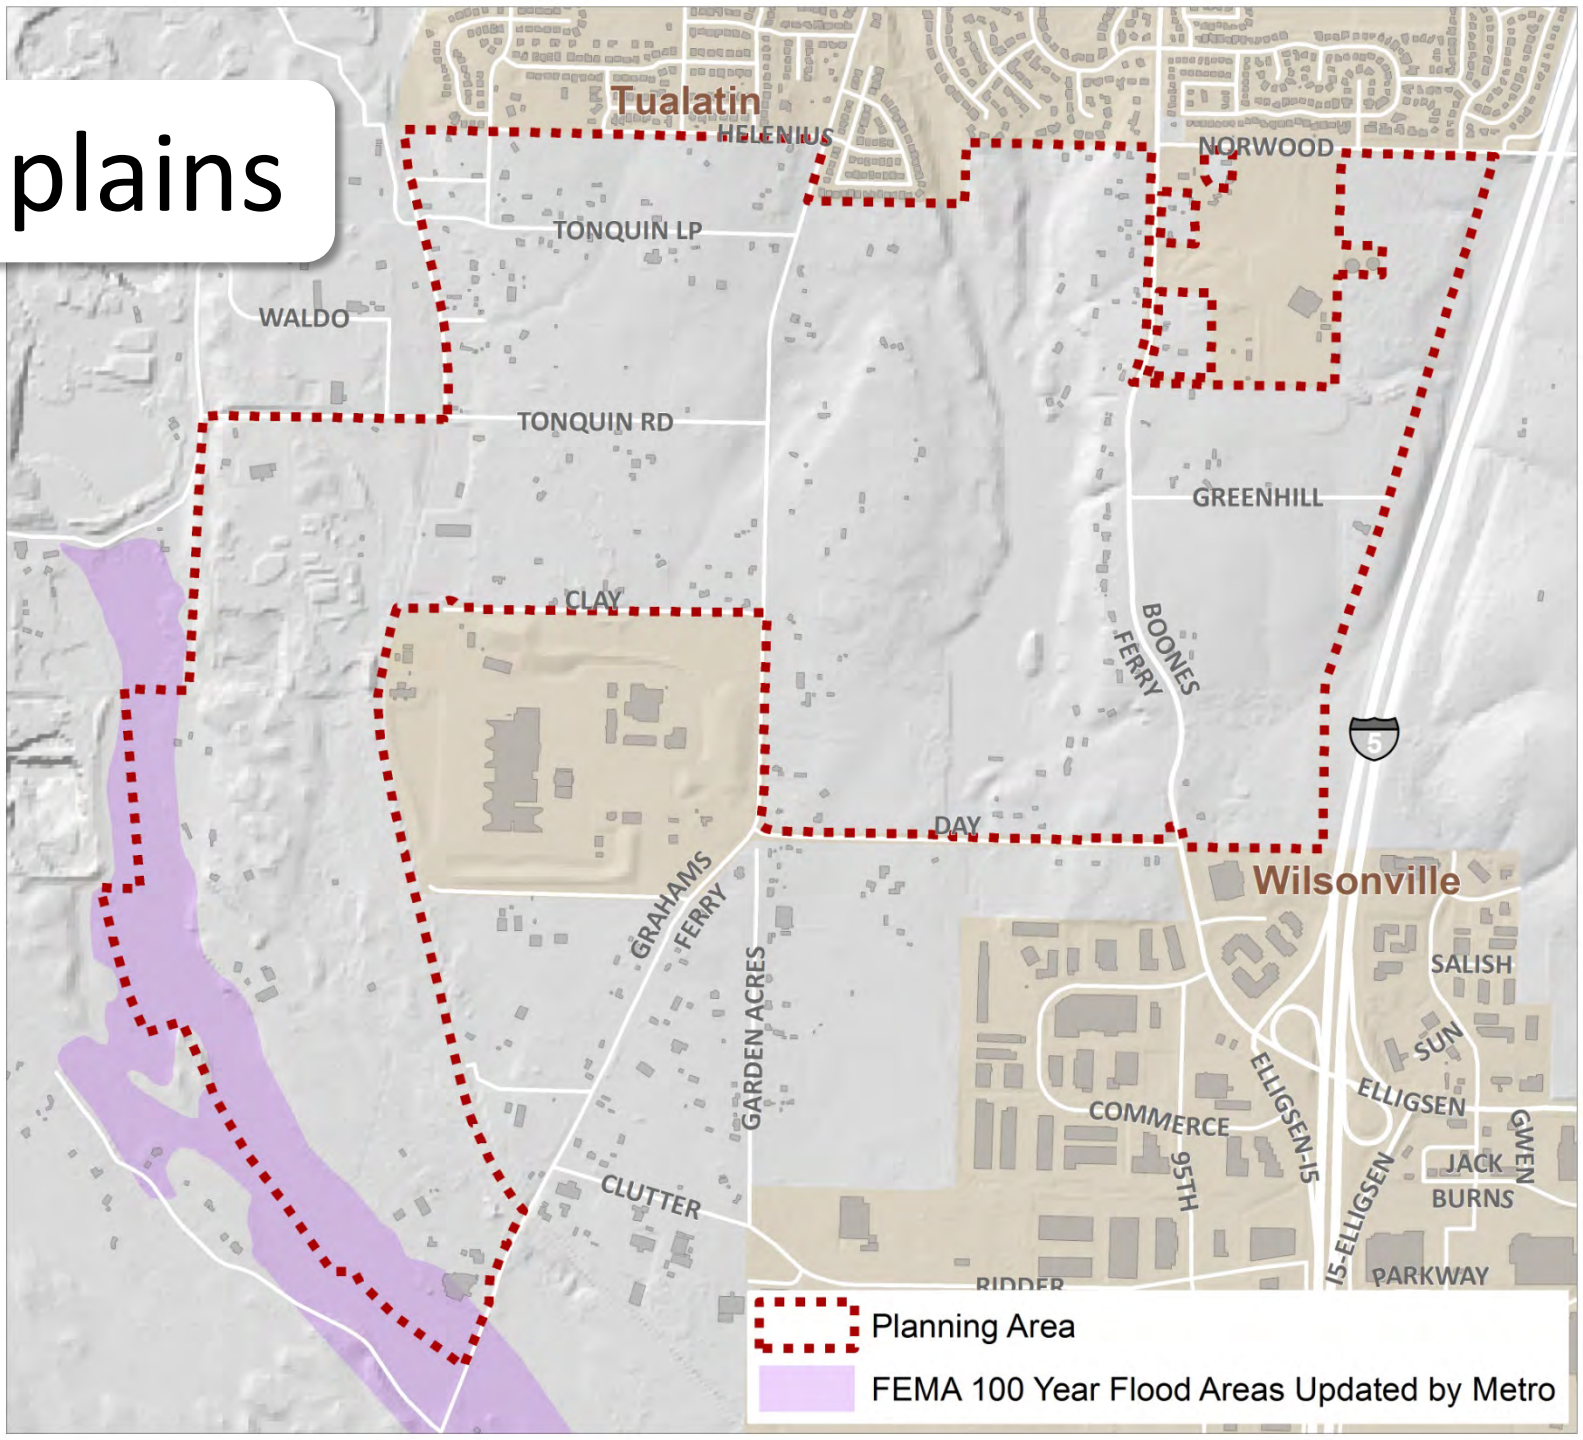 Tualatin
HELENIUS
NORWOOD
plains
TONQUIN LP
WALDO
TONQUIN RD
GREENHILL
CLAY
BOONES
FERRY
5
DAY
Wilsonville
GRAHAMS
FERRY
SALISH
GARDEN ACRES
SUN
ELLIGSEN
ELLIGSEN-I5
COMMERCE
GWEN
95TH
JACK
BURNS
CLUTTER
I5-ELLIGSEN
PARKWAY
RIDDER
Planning Area
FEMA 100 Year Flood Areas Updated by Metro